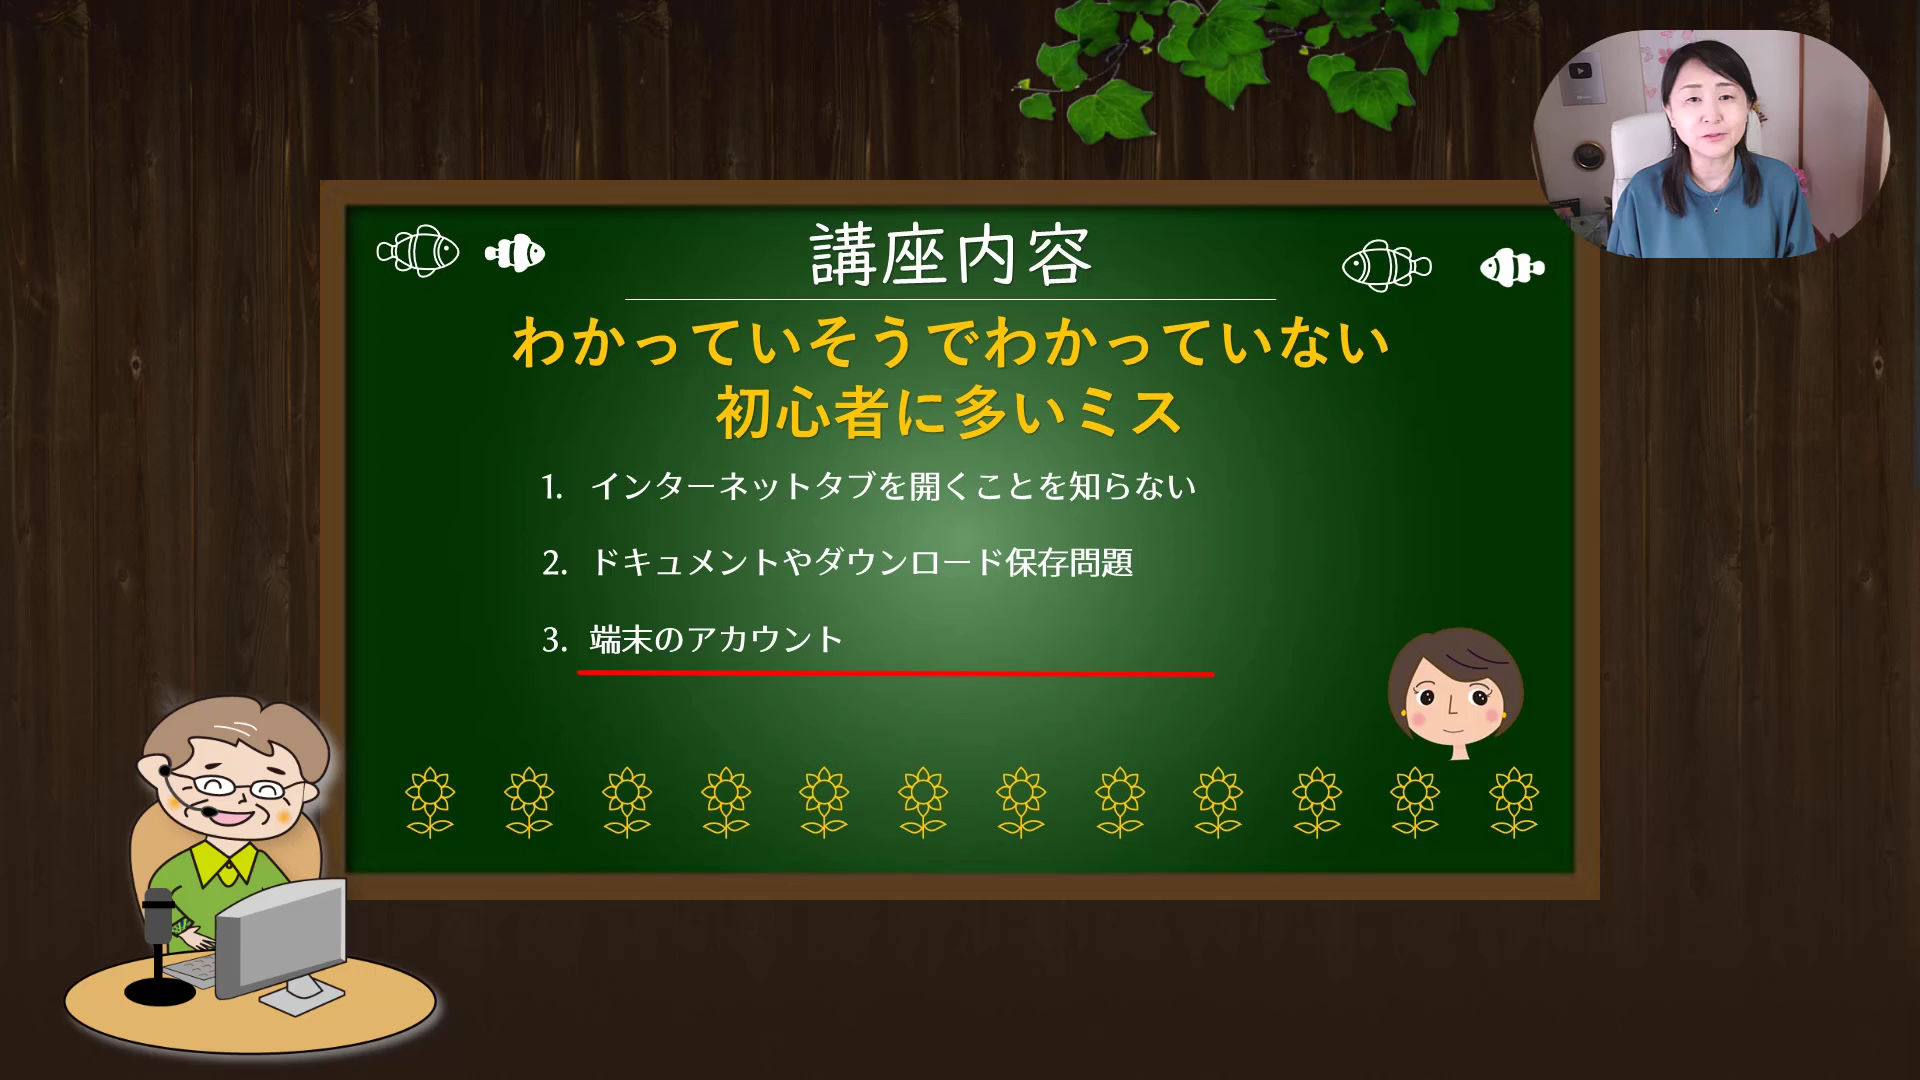 講座内容
わかっていそうでわかっていない
初心者に多いミス
1. インターネットタブを開くことを知らない
2. ドキュメントやダウンロード保存問題
3. 端末のアカウント